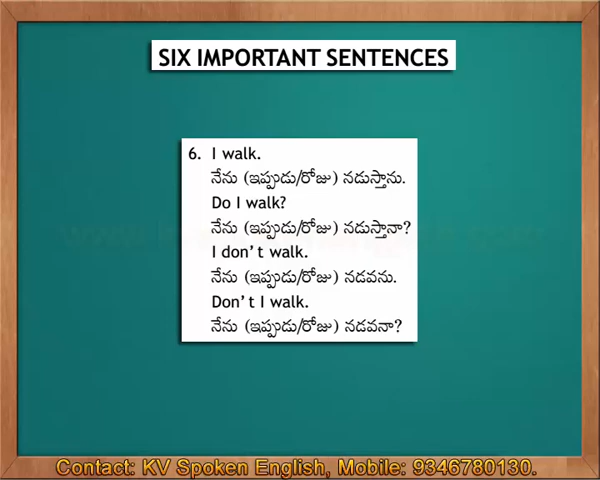 SIX IMPORTANT SENTENCES
6. I walk.
నేను (ఇప్పుడు/రోజు) నడుస్తాను.
Do I walk?
నేను (ఇప్పుడు/రోజు) నడుస్తానా?
I don't walk.
నేను (ఇప్పుడు/రోజు) నడవను.
Don't I walk.
నేను (ఇప్పుడు/రోజు) నడవనా?
Contact: KV Spoken English, Mobile: 9346780130.